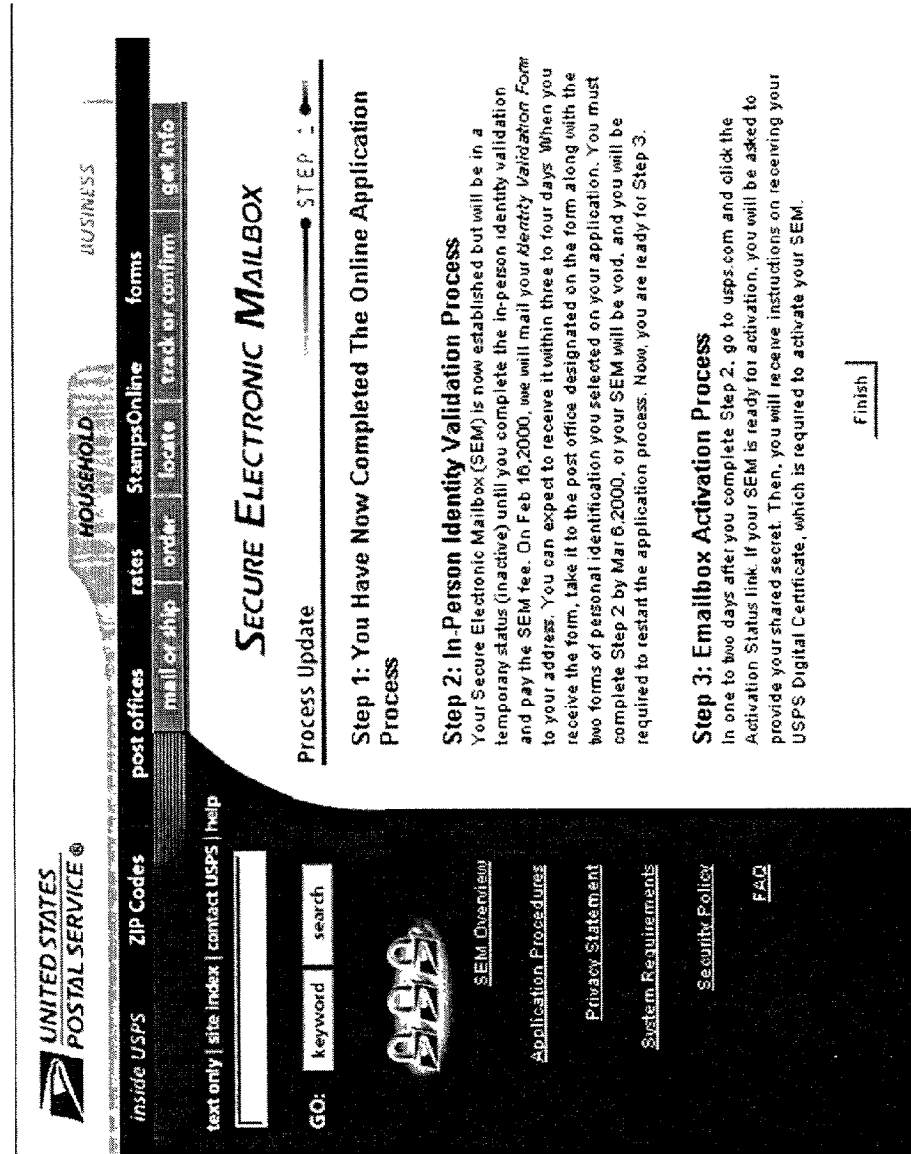 UNITED STATES
POSTAL SERVICE ®
HOUSEHOLD
BUSINESS
inside USPS ZIP Codes post offices rates StampsOnline forms
mail or ship order locate track or confirm get info
text only | site index | contact USPS | help
GO: keyword search
SEM Overview
Application Procedures
Privacy Statement
System Requirements
Security Policy
FAQ
SECURE ELECTRONIC MAILBOX
Process Update
STEP
Step 1: You Have Now Completed The Online Application
Process
Step 2: In-Person Identity Validation Process
Your Secure Electronic Mailbox (SEM) is now established but will be in a
temporary status (inactive) until you complete the in-person identity validation
and pay the SEM fee. On Feb 16,2000, we will mail your Identity Validation Form
to your address. You can expect to receive it within three to four days. When you
receive the form, take it to the post office designated on the form along with the
two forms of personal identification you selected on your application. You must
complete Step 2 by Mar 6,2000, or your SEM will be void, and you will be
required to restart the application process. Now, you are ready for Step 3.
Step 3: Emailbox Activation Process
In one to two days after you complete Step 2, go to usps.com and click the
Activation Status link. If your SEM is ready for activation, you will be asked to
provide your shared secret. Then, you will receive instructions on receiving your
USPS Digital Certificate, which is required to activate your SEM.
Finish